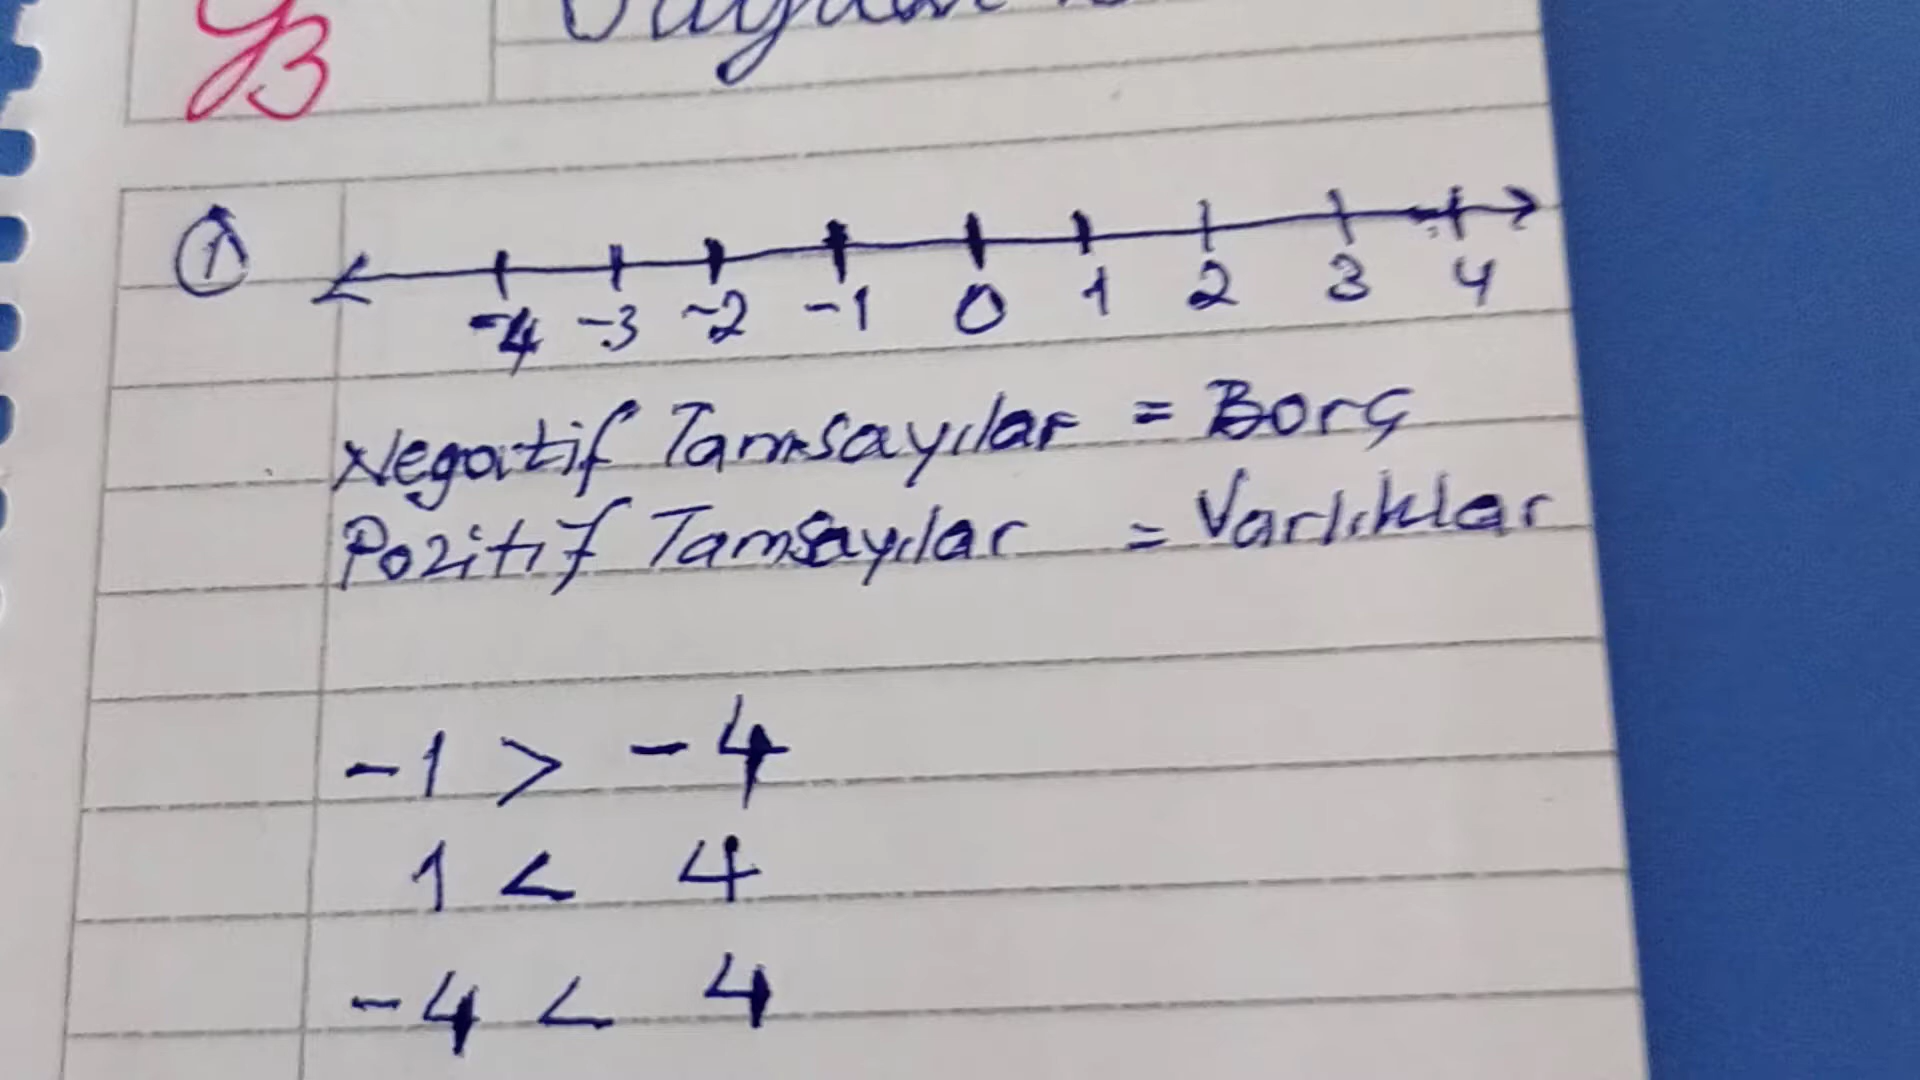 ①
-4 -3 -2 -1 0 1 2 3 4
Negatif Tamsayılar = Borç
Pozitif Tamsayılar = Varlıklar
-1 > -4
1 < 4
-4 < 4